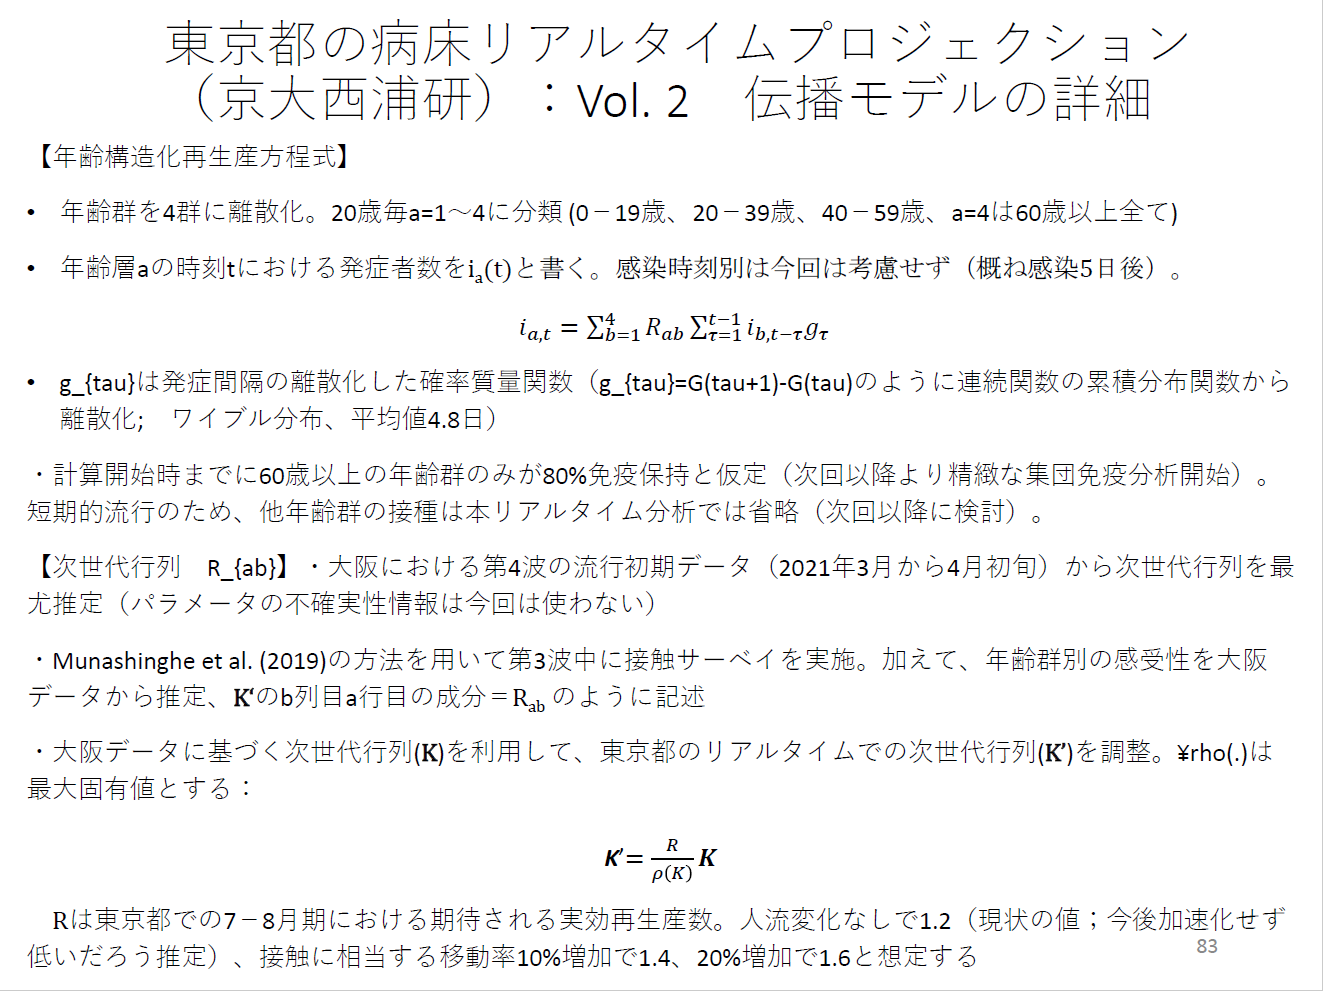 東京都の病床リアルタイムプロジェクション
（京大西浦研）：Vol. 2　伝播モデルの詳細
【年齢構造化再生産方程式】
• 年齢群を4群に離散化。20歳毎a=1～4に分類 (0－19歳、20－39歳、40－59歳、a=4は60歳以上全て)
• 年齢層aの時刻tにおける発症者数をi_a(t)と書く。感染時刻別は今回は考慮せず（概ね感染5日後）。
i_{a,t} = ∑_{b=1}^{4} R_{ab} ∑_{τ=1}^{t−1} i_{b,t−τ} g_τ
• g_{tau}は発症間隔の離散化した確率質量関数（g_{tau}=G(tau+1)-G(tau)のように連続関数の累積分布関数から
離散化;　ワイブル分布、平均値4.8日）
・計算開始時までに60歳以上の年齢群のみが80%免疫保持と仮定（次回以降より精緻な集団免疫分析開始）。
短期的流行のため、他年齢群の接種は本リアルタイム分析では省略（次回以降に検討）。
【次世代行列　R_{ab}】・大阪における第4波の流行初期データ（2021年3月から4月初旬）から次世代行列を最
尤推定（パラメータの不確実性情報は今回は使わない）
・Munashinghe et al. (2019)の方法を用いて第3波中に接触サーベイを実施。加えて、年齢群別の感受性を大阪
データから推定、K‘のb列目a行目の成分＝R_{ab} のように記述
・大阪データに基づく次世代行列(K)を利用して、東京都のリアルタイムでの次世代行列(K’)を調整。¥rho(.)は
最大固有値とする：
K’= \frac{R}{ρ(K)} K
Rは東京都での7－8月期における期待される実効再生産数。人流変化なしで1.2（現状の値；今後加速化せず
低いだろう推定）、接触に相当する移動率10%増加で1.4、20%増加で1.6と想定する
83